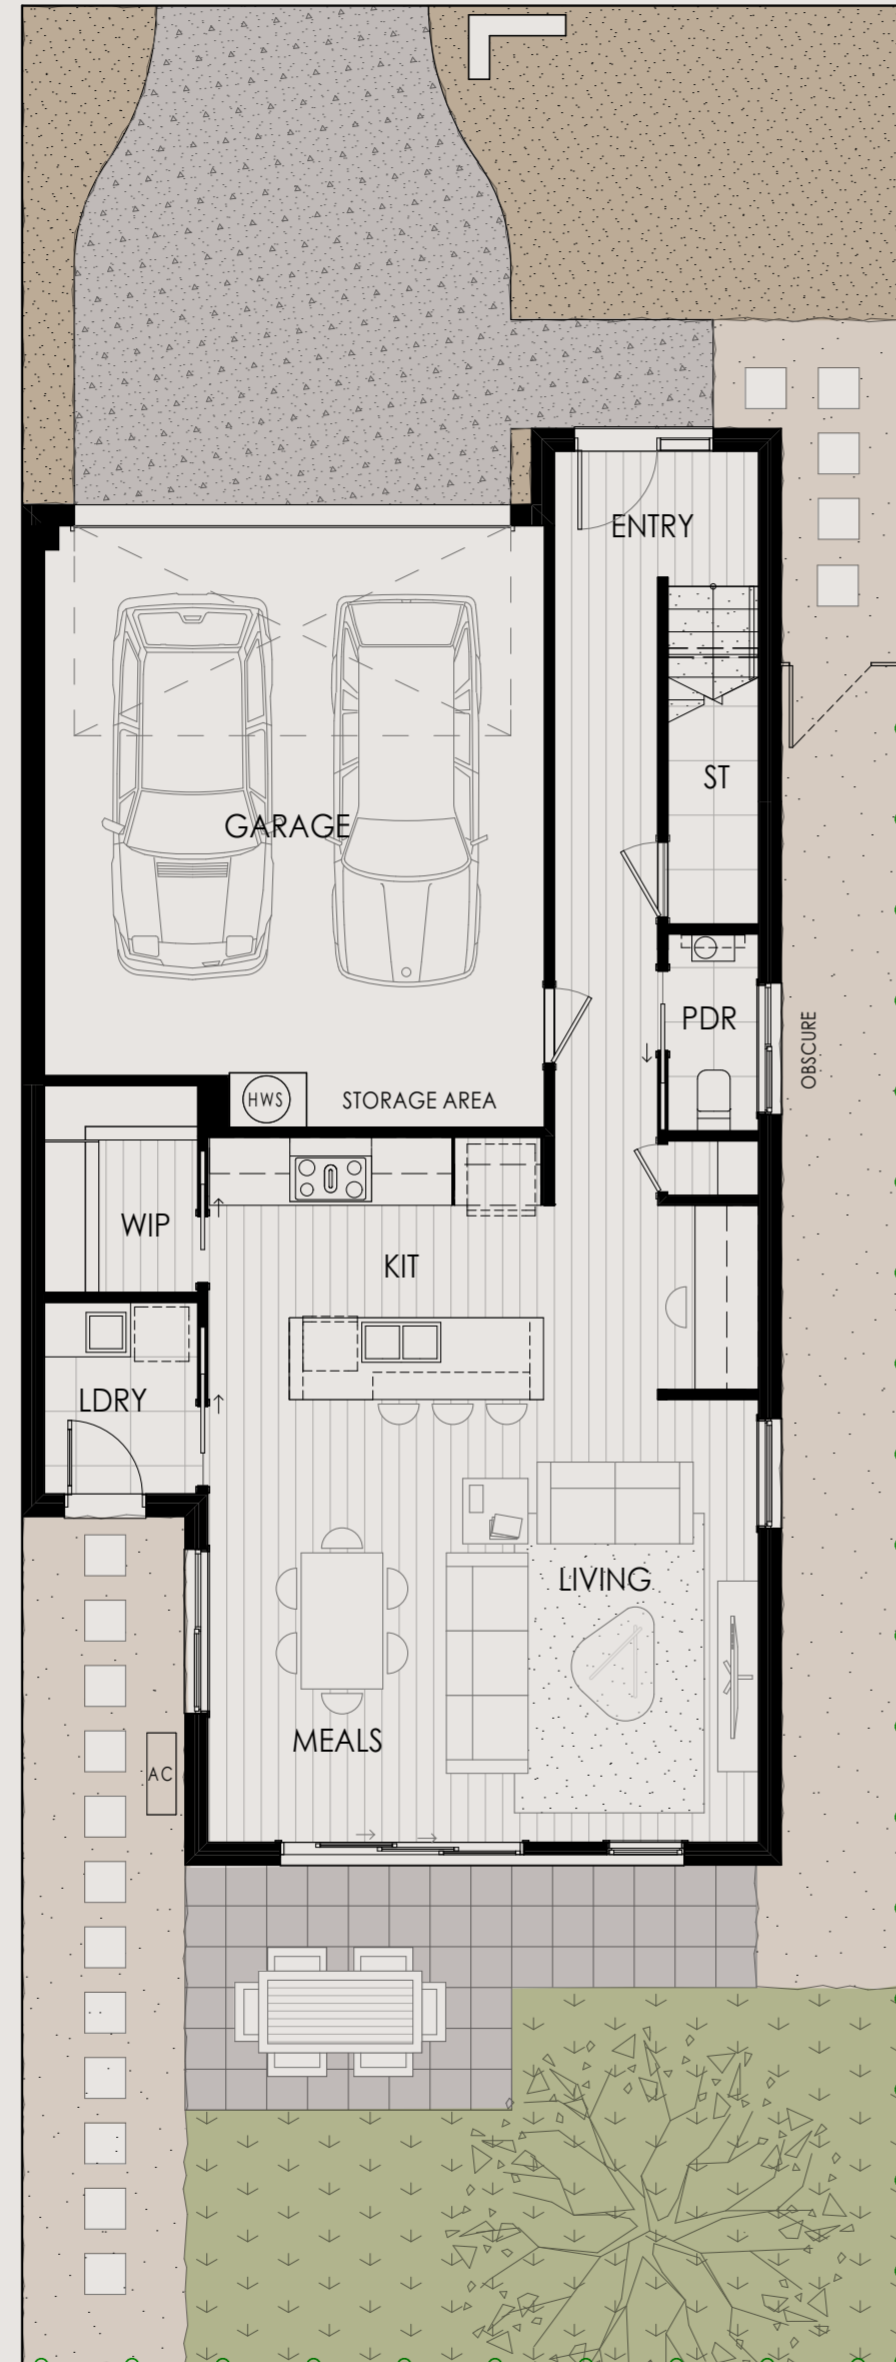 ENTRY
ST
GARAGE
PDR
OBSCURE
HWS
STORAGE AREA
WIP
KIT
LDRY
LIVING
MEALS
AC